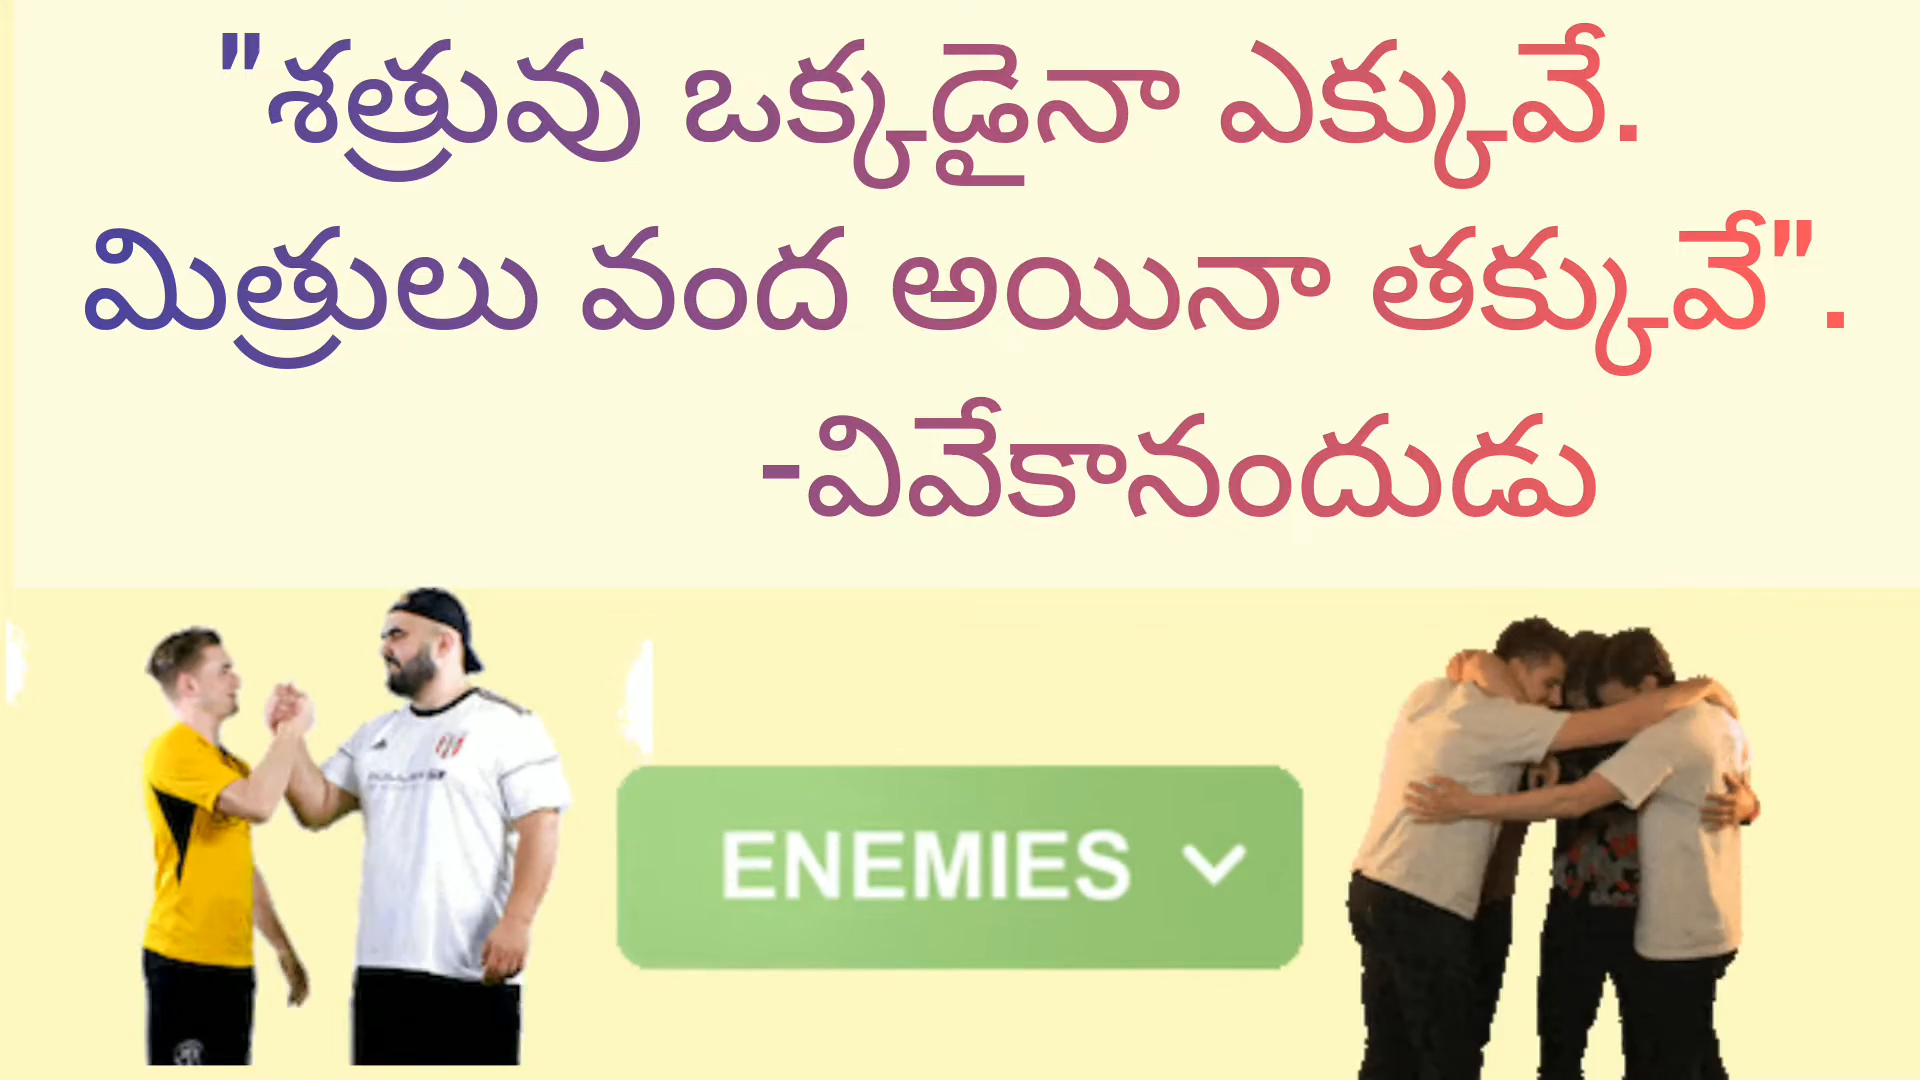 "శత్రువు ఒక్కడైనా ఎక్కువే.
మిత్రులు వంద అయినా తక్కువే".
-వివేకానందుడు
ENEMIES